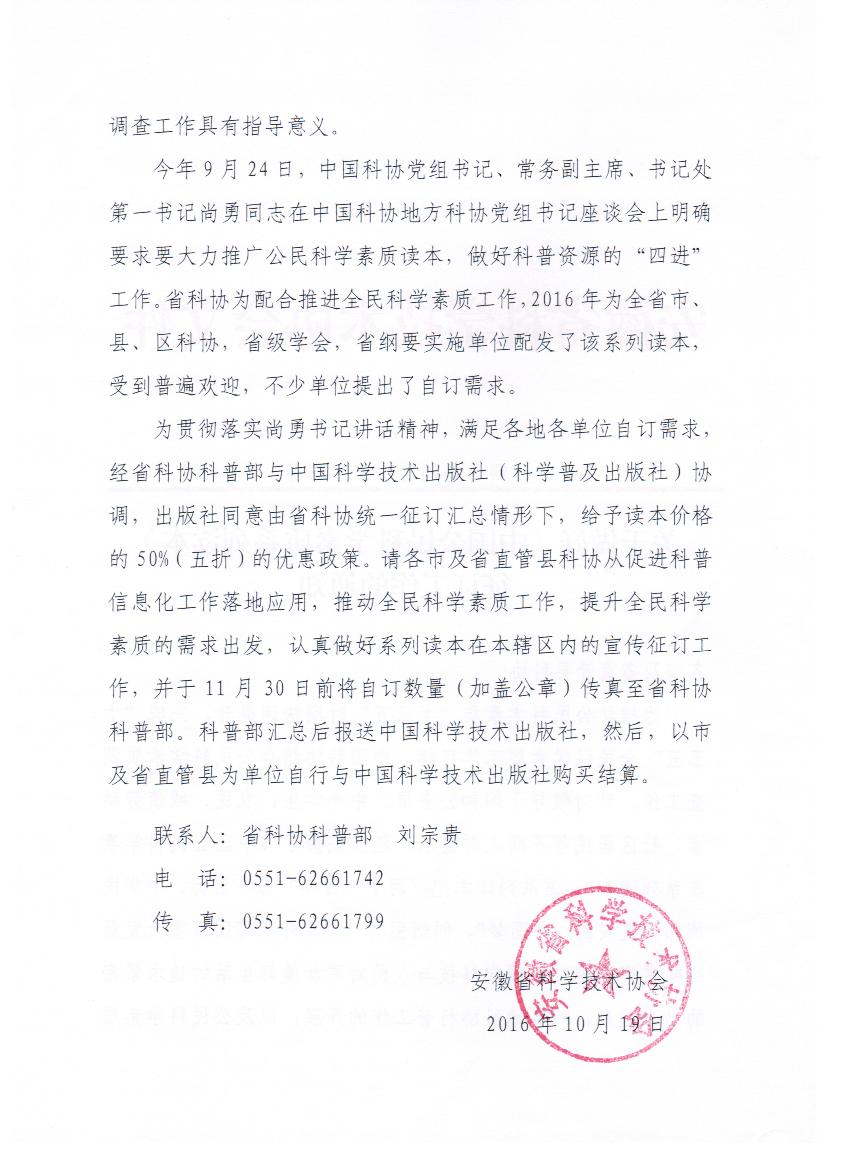 调查工作具有指导意义。
今年9月24日，中国科协党组书记、常务副主席、书记处
第一书记尚勇同志在中国科协地方科协党组书记座谈会上明确
要求要大力推广公民科学素质读本，做好科普资源的“四进”
工作。省科协为配合推进全民科学素质工作，2016年为全省市、
县、区科协，省级学会，省纲要实施单位配发了该系列读本，
受到普遍欢迎，不少单位提出了自订需求。
为贯彻落实尚勇书记讲话精神，满足各地各单位自订需求，
经省科协科普部与中国科学技术出版社（科学普及出版社）协
调，出版社同意由省科协统一征订汇总情形下，给予读本价格
的50%（五折）的优惠政策。请各市及省直管县科协从促进科普
信息化工作落地应用，推动全民科学素质工作，提升全民科学
素质的需求出发，认真做好系列读本在本辖区内的宣传征订工
作，并于11月30日前将自订数量（加盖公章）传真至省科协
科普部。科普部汇总后报送中国科学技术出版社，然后，以市
及省直管县为单位自行与中国科学技术出版社购买结算。
联系人：省科协科普部 刘宗贵
电 话：0551-62661742
传 真：0551-62661799
安徽省科学技术协会
安徽省科学技术协会
2016年10月19日